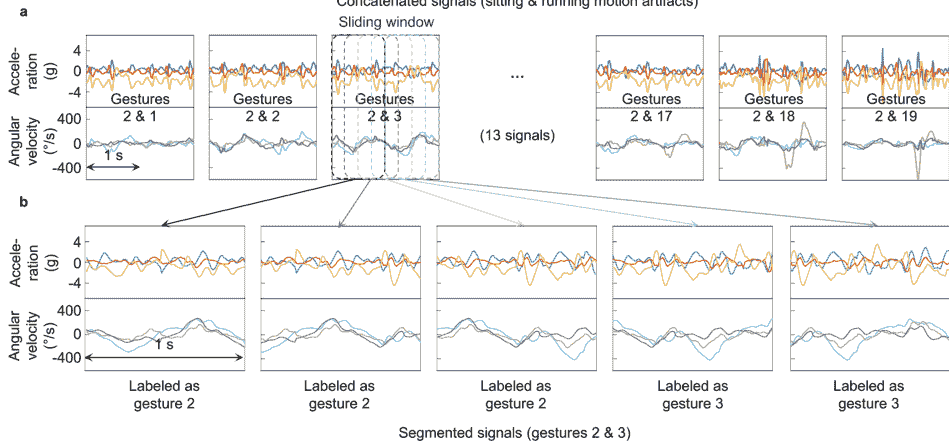 Concatenated signals (sitting & running motion artifacts)
a
Sliding window
Accele-
ration
(g)
4
0
-4
Gestures
2 & 1
Gestures
2 & 2
Gestures
2 & 3
...
(13 signals)
Gestures
2 & 17
Gestures
2 & 18
Gestures
2 & 19
Angular
velocity
(°/s)
400
0
-400
1 s
b
Accele-
ration
(g)
4
0
-4
Angular
velocity
(°/s)
400
0
-400
1 s
Labeled as
gesture 2
Labeled as
gesture 2
Labeled as
gesture 2
Labeled as
gesture 3
Labeled as
gesture 3
Segmented signals (gestures 2 & 3)